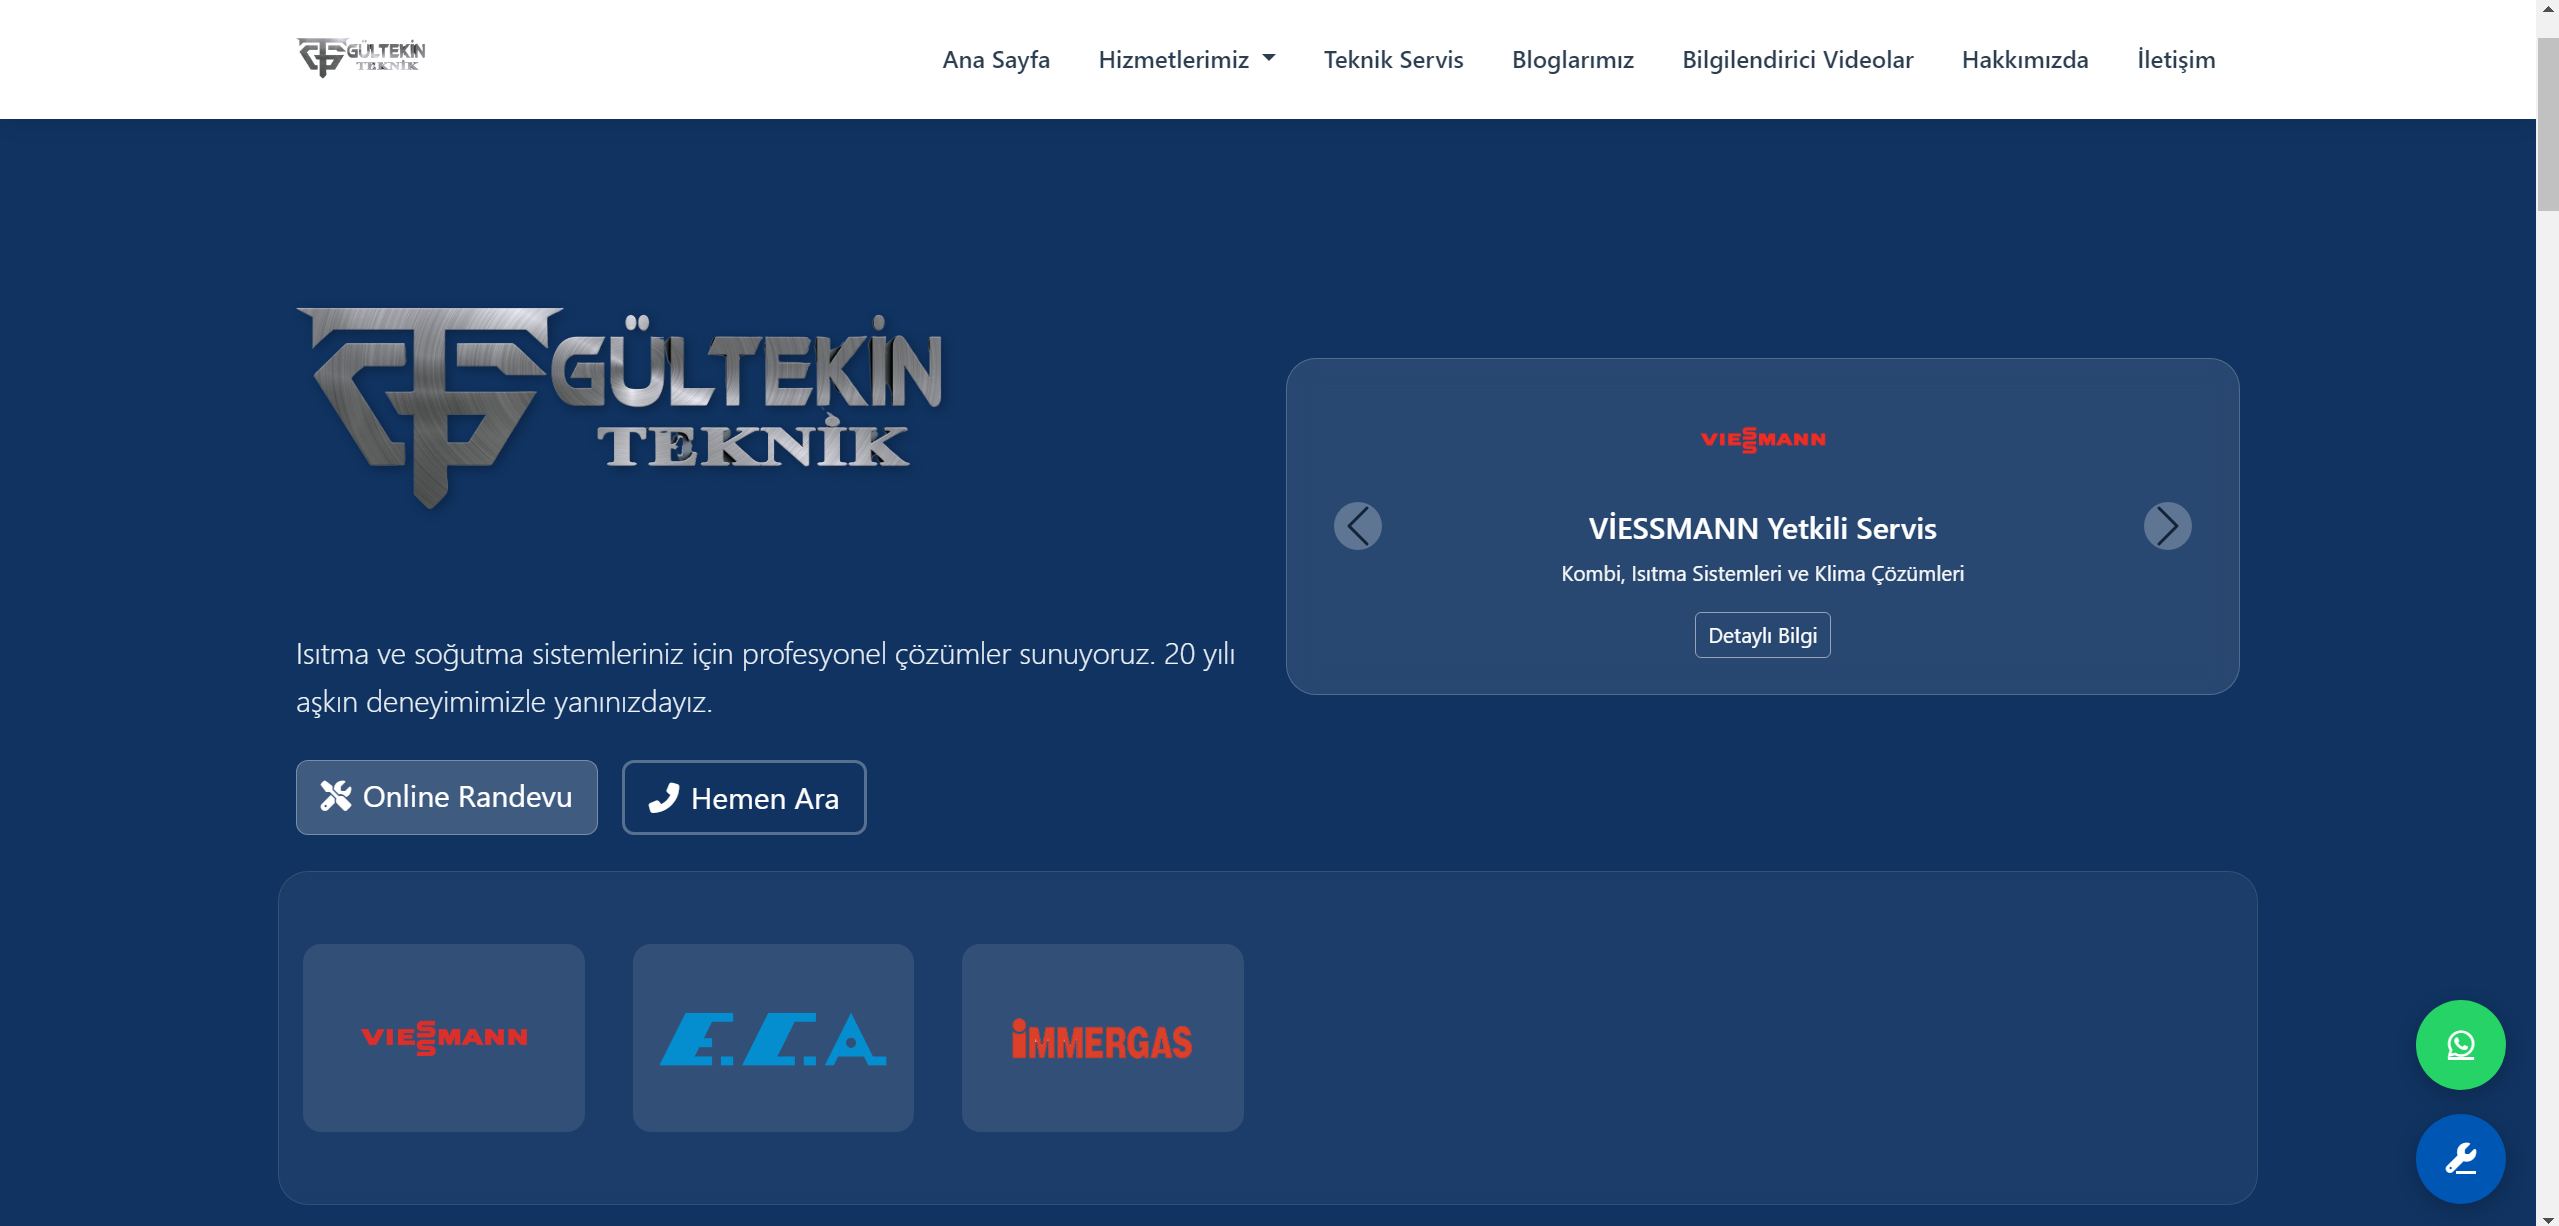 GÜLTEKİN
TEKNİK
Ana Sayfa
Hizmetlerimiz
Teknik Servis
Bloglarımız
Bilgilendirici Videolar
Hakkımızda
İletişim
GÜLTEKİN
TEKNİK
Isıtma ve soğutma sistemleriniz için profesyonel çözümler sunuyoruz. 20 yılı
aşkın deneyimimizle yanınızdayız.
Online Randevu
Hemen Ara
VIESSMANN
VİESSMANN Yetkili Servis
Kombi, Isıtma Sistemleri ve Klima Çözümleri
Detaylı Bilgi
VIESSMANN
E.C.A.
iMMERGAS